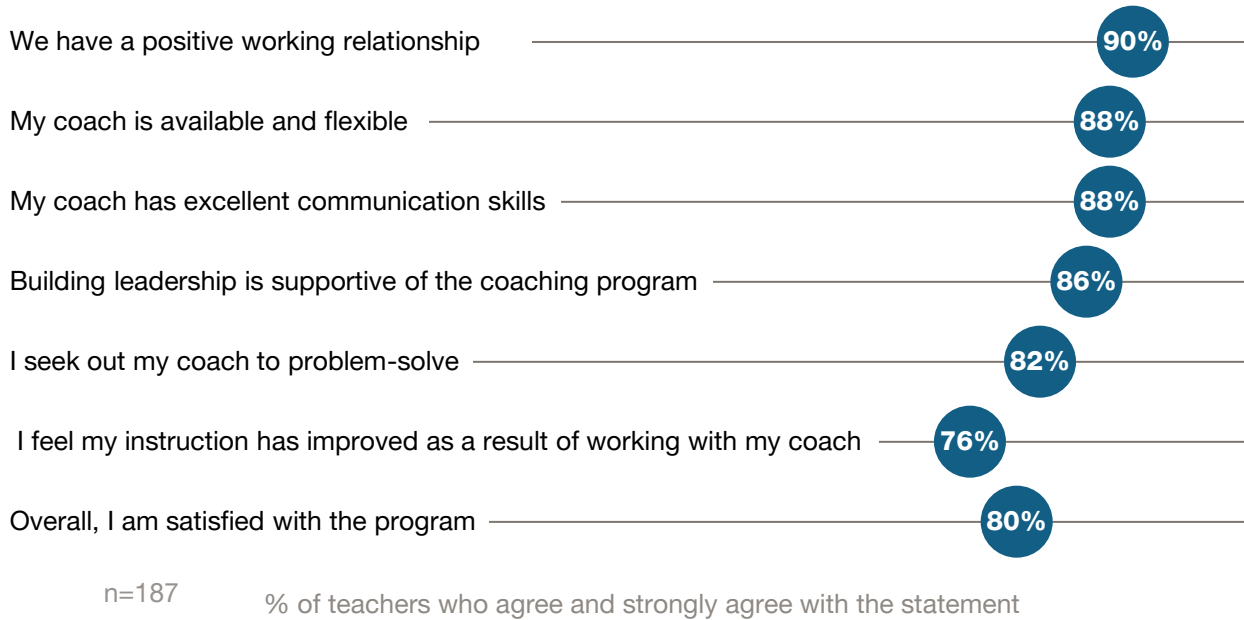 We have a positive working relationship 90%
My coach is available and flexible 88%
My coach has excellent communication skills 88%
Building leadership is supportive of the coaching program 86%
I seek out my coach to problem-solve 82%
I feel my instruction has improved as a result of working with my coach 76%
Overall, I am satisfied with the program 80%
n=187 % of teachers who agree and strongly agree with the statement